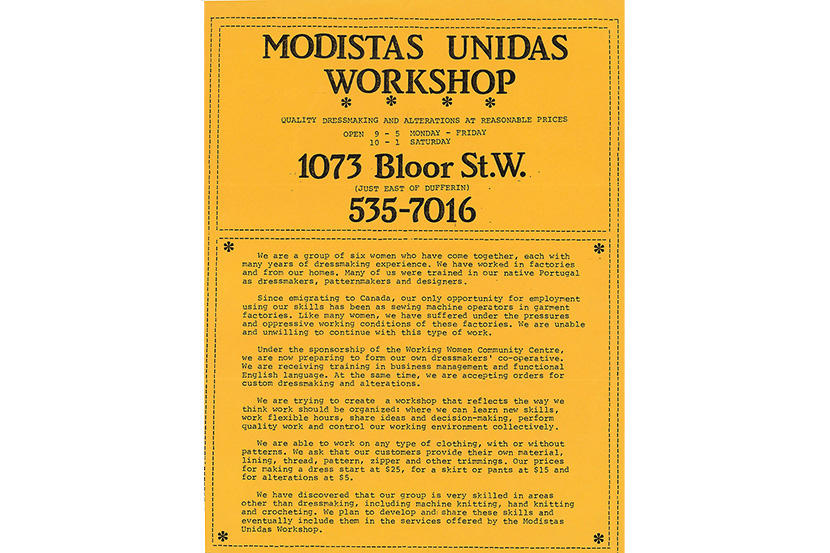 MODISTAS UNIDAS
WORKSHOP
* * * *
QUALITY DRESSMAKING AND ALTERATIONS AT REASONABLE PRICES
OPEN 9 - 5 MONDAY - FRIDAY
10 - 1 SATURDAY
1073 Bloor St.W.
(JUST EAST OF DUFFERIN)
535-7016
* *
We are a group of six women who have come together, each with
many years of dressmaking experience. We have worked in factories
and from our homes. Many of us were trained in our native Portugal
as dressmakers, patternmakers and designers.
Since emigrating to Canada, our only opportunity for employment
using our skills has been as sewing machine operators in garment
factories. Like many women, we have suffered under the pressures
and oppressive working conditions of these factories. We are unable
and unwilling to continue with this type of work.
Under the sponsorship of the Working Women Community Centre,
we are now preparing to form our own dressmakers' co-operative.
We are receiving training in business management and functional
English language. At the same time, we are accepting orders for
custom dressmaking and alterations.
We are trying to create a workshop that reflects the way we
think work should be organized: where we can learn new skills,
work flexible hours, share ideas and decision-making, perform
quality work and control our working environment collectively.
We are able to work on any type of clothing, with or without
patterns. We ask that our customers provide their own material,
lining, thread, pattern, zipper and other trimmings. Our prices
for making a dress start at $25, for a skirt or pants at $15 and
for alterations at $5.
We have discovered that our group is very skilled in areas
other than dressmaking, including machine knitting, hand knitting
and crocheting. We plan to develop and share these skills and
eventually include them in the services offered by the Modistas
Unidas Workshop.
* *